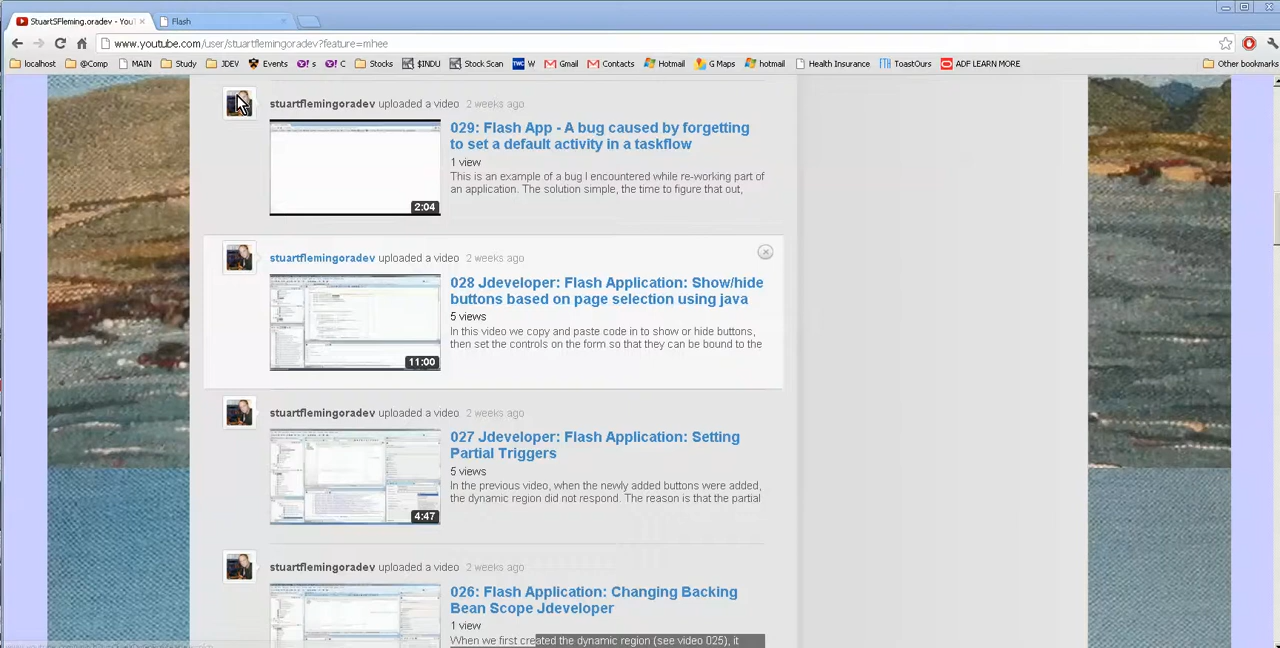 StuartSFleming.oradev - You
Flash
www.youtube.com/user/stuartflemingoradev?feature=mhee
localhost @Comp MAIN Study JDEV Events Y! s Y! C Stocks $INDU Stock Scan W Gmail Contacts Hotmail G Maps hotmail Health Insurance ToastOurs ADF LEARN MORE Other bookmarks
stuartflemingoradev uploaded a video 2 weeks ago
029: Flash App - A bug caused by forgetting
to set a default activity in a taskflow
1 view
This is an example of a bug I encountered while re-working part of
an application. The solution simple, the time to figure that out,
2:04
stuartflemingoradev uploaded a video 2 weeks ago
028 Jdeveloper: Flash Application: Show/hide
buttons based on page selection using java
5 views
In this video we copy and paste code in to show or hide buttons,
then set the controls on the form so that they can be bound to the
11:00
stuartflemingoradev uploaded a video 2 weeks ago
027 Jdeveloper: Flash Application: Setting
Partial Triggers
5 views
In the previous video, when the newly added buttons were added,
the dynamic region did not respond. The reason is that the partial
4:47
stuartflemingoradev uploaded a video 2 weeks ago
026: Flash Application: Changing Backing
Bean Scope Jdeveloper
1 view
When we first created the dynamic region (see video 025), it